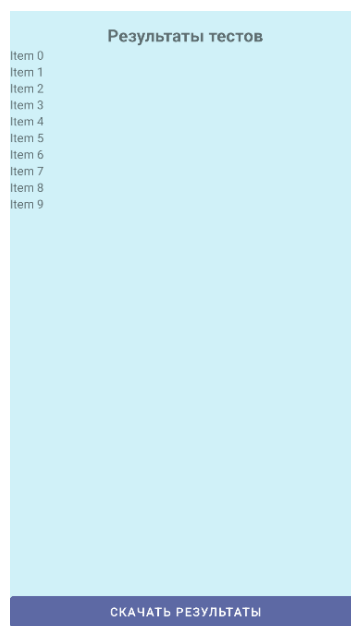 Результаты тестов
Item 0
Item 1
Item 2
Item 3
Item 4
Item 5
Item 6
Item 7
Item 8
Item 9
СКАЧАТЬ РЕЗУЛЬТАТЫ